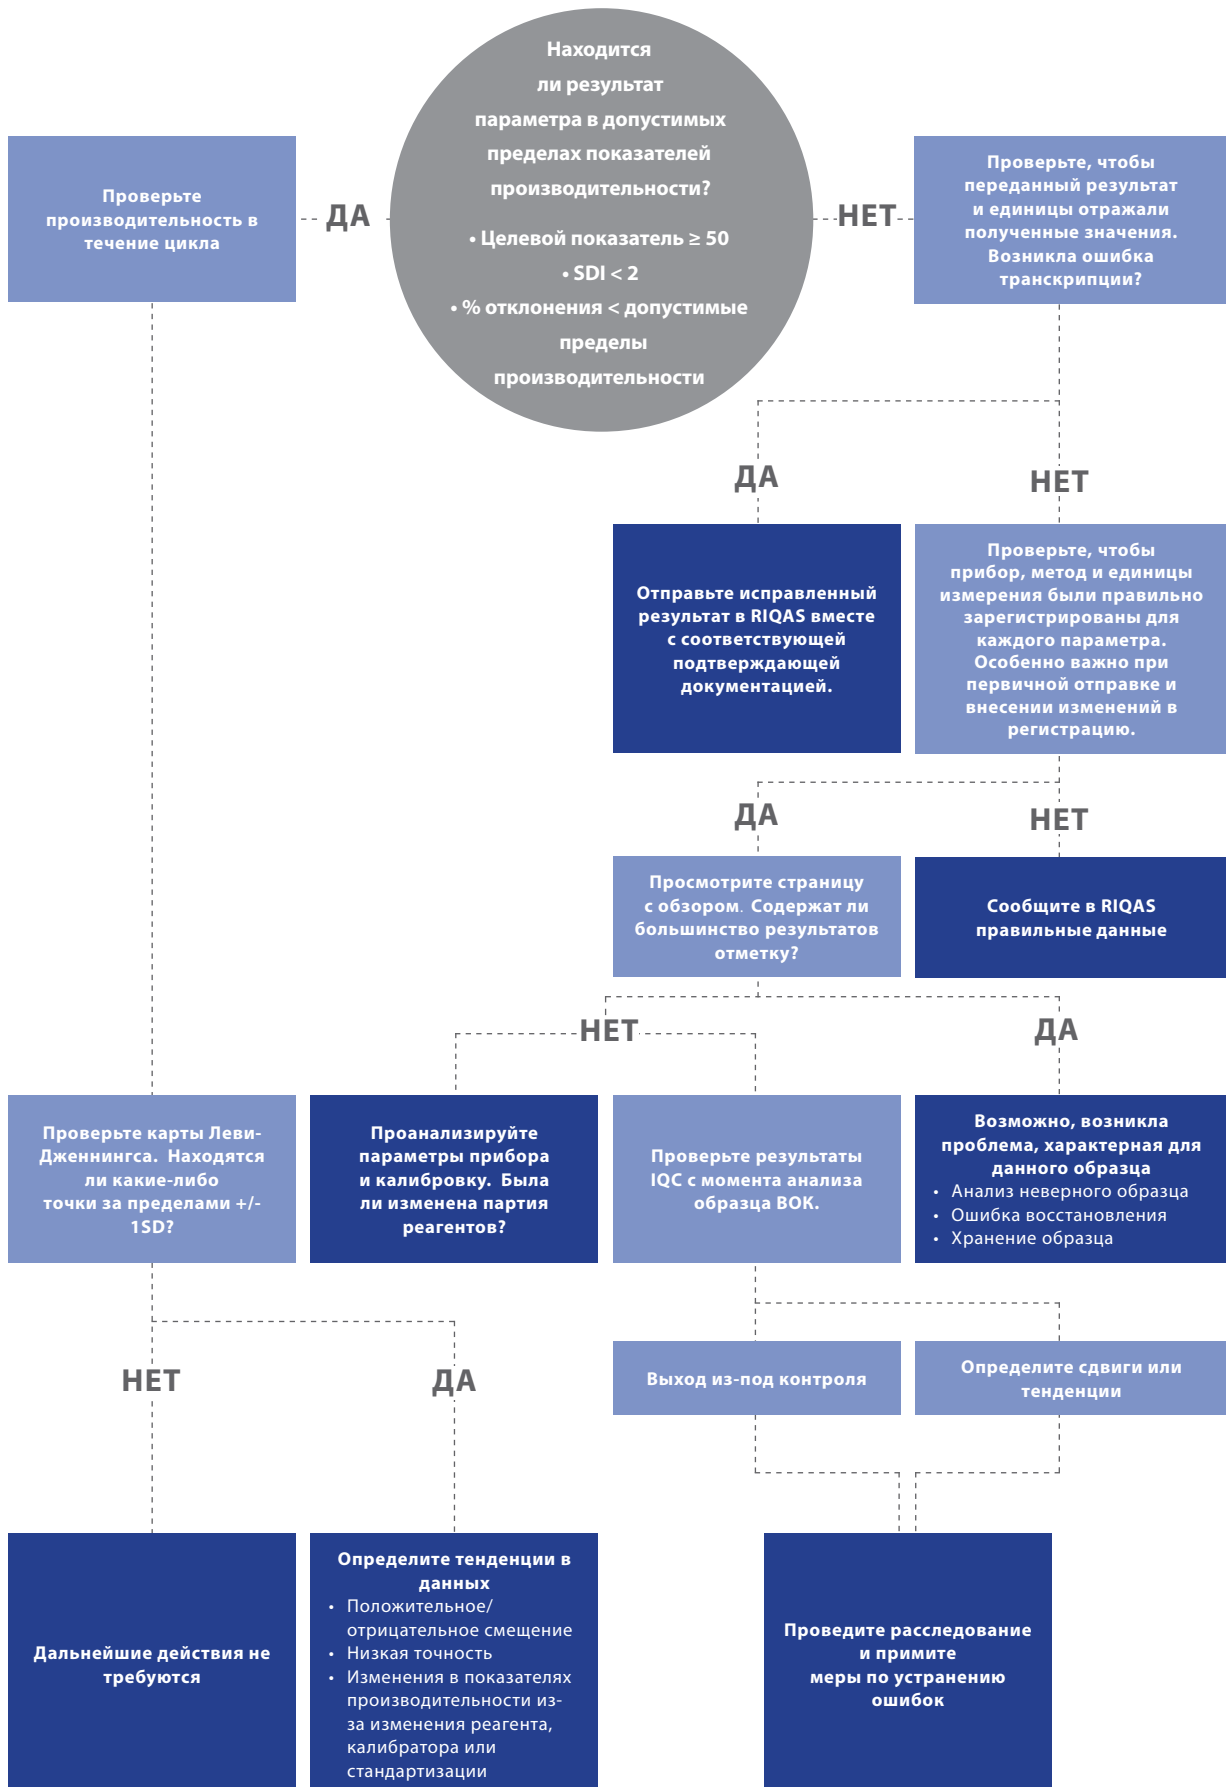 Находится
ли результат
параметра в допустимых
пределах показателей
производительности?
• Целевой показатель ≥ 50
• SDI < 2
• % отклонения < допустимые
пределы
производительности
Проверьте
производительность в
течение цикла
ДА
НЕТ
Проверьте, чтобы
переданный результат
и единицы отражали
полученные значения.
Возникла ошибка
транскрипции?
ДА
НЕТ
Отправьте исправленный
результат в RIQAS вместе
с соответствующей
подтверждающей
документацией.
Проверьте, чтобы
прибор, метод и единицы
измерения были правильно
зарегистрированы для
каждого параметра.
Особенно важно при
первичной отправке и
внесении изменений в
регистрацию.
ДА
НЕТ
Просмотрите страницу
с обзором. Содержат ли
большинство результатов
отметку?
Сообщите в RIQAS
правильные данные
НЕТ
ДА
Проверьте карты Леви-
Дженнингса. Находятся
ли какие-либо
точки за пределами +/-
1SD?
Проанализируйте
параметры прибора
и калибровку. Была
ли изменена партия
реагентов?
Проверьте результаты
IQC с момента анализа
образца ВОК.
Возможно, возникла
проблема, характерная для
данного образца
• Анализ неверного образца
• Ошибка восстановления
• Хранение образца
НЕТ
ДА
Выход из-под контроля
Определите сдвиги или
тенденции
Дальнейшие действия не
требуются
Определите тенденции в
данных
• Положительное/
отрицательное смещение
• Низкая точность
• Изменения в показателях
производительности из-
за изменения реагента,
калибратора или
стандартизации
Проведите расследование
и примите
меры по устранению
ошибок